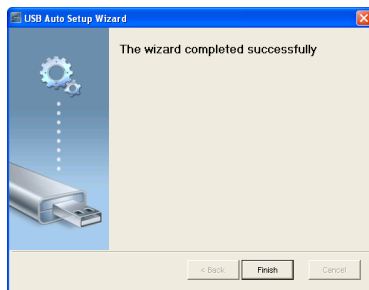 USB Auto Setup Wizard
The wizard completed successfully
< Back
Finish
Cancel